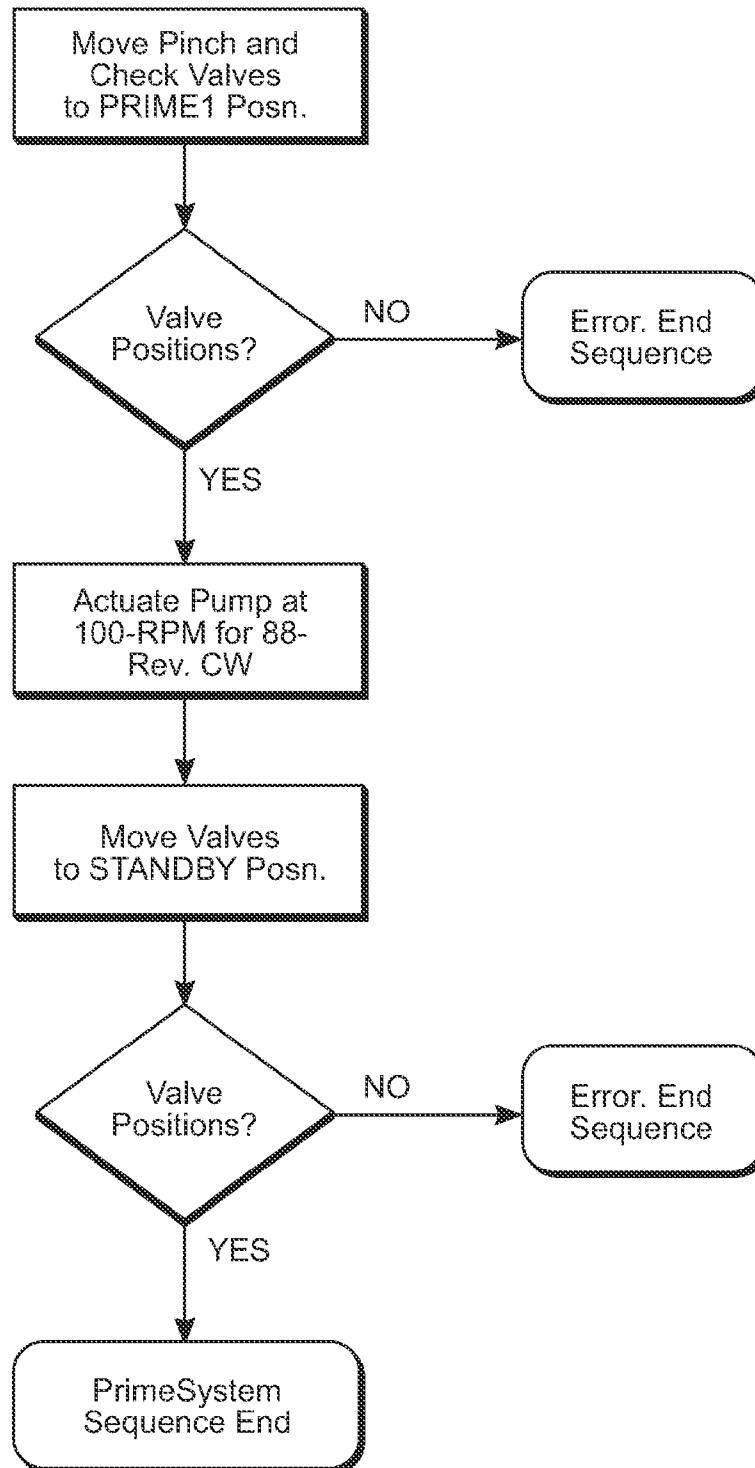 Move Pinch and
Check Valves
to PRIME1 Posn.
Valve
Positions?
NO
Error. End
Sequence
YES
Actuate Pump at
100-RPM for 88-
Rev. CW
Move Valves
to STANDBY Posn.
Valve
Positions?
NO
Error. End
Sequence
YES
PrimeSystem
Sequence End